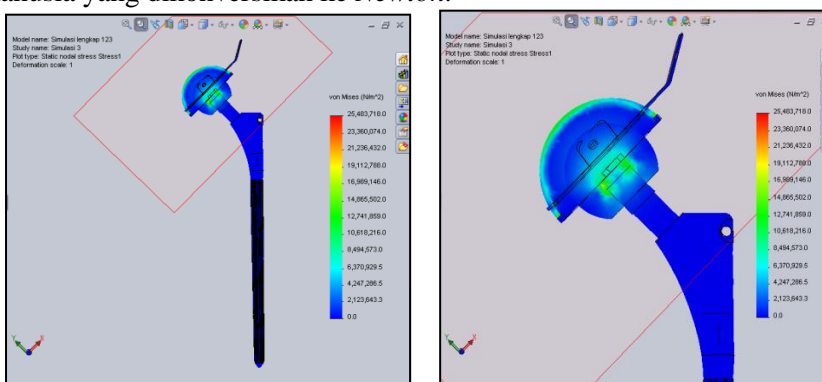 yang dikonversikan ke Newton.
Model name: Simulasi lengkap 123
Study name: Simulasi 3
Plot type: Static nodal stress Stress1
Deformation scale: 1
von Mises (N/m^2)
25,483,718.0
23,360,074.0
21,236,432.0
19,112,788.0
16,989,146.0
14,865,502.0
12,741,859.0
10,618,216.0
8,494,573.0
6,370,929.5
4,247,286.5
2,123,643.3
0.0
Y
X
Model name: Simulasi lengkap 123
Study name: Simulasi 3
Plot type: Static nodal stress Stress1
Deformation scale: 1
von Mises (N/m^2)
25,483,718.0
23,360,074.0
21,236,432.0
19,112,788.0
16,989,146.0
14,865,502.0
12,741,859.0
10,618,216.0
8,494,573.0
6,370,929.5
4,247,286.5
2,123,643.3
0.0
Y
X